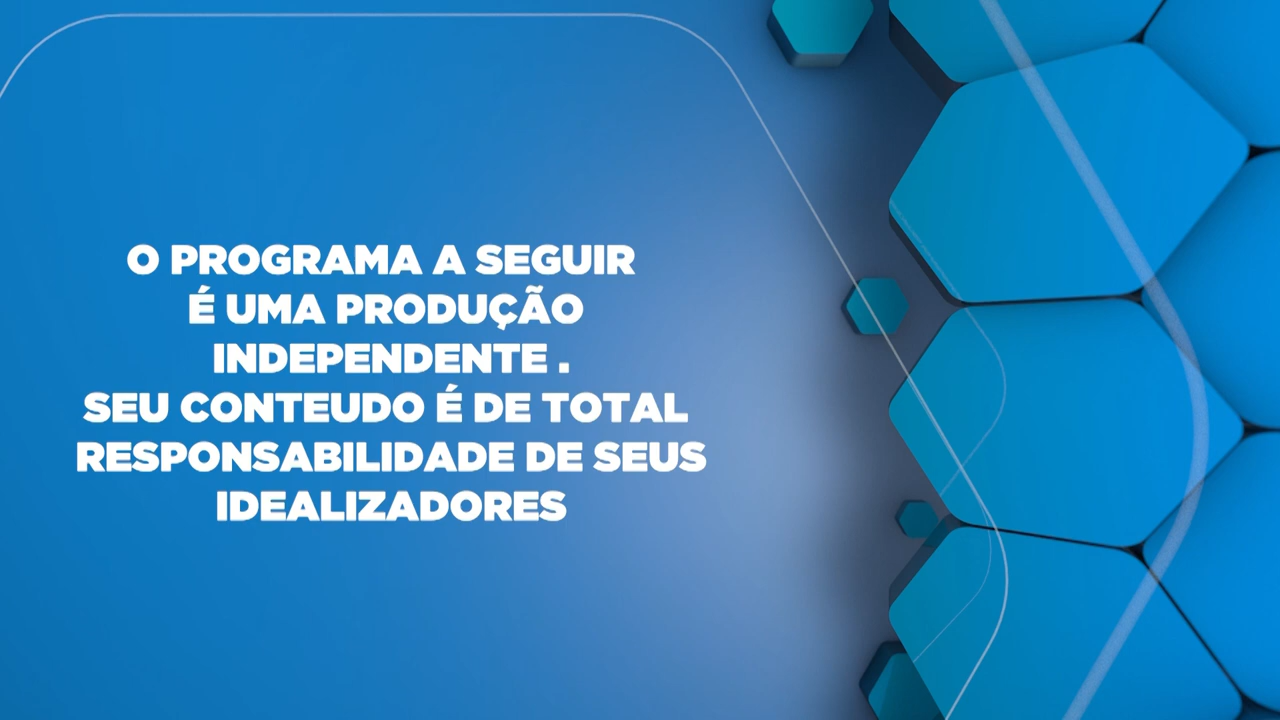 O PROGRAMA A SEGUIR
É UMA PRODUÇÃO
INDEPENDENTE .
SEU CONTEUDO É DE TOTAL
RESPONSABILIDADE DE SEUS
IDEALIZADORES